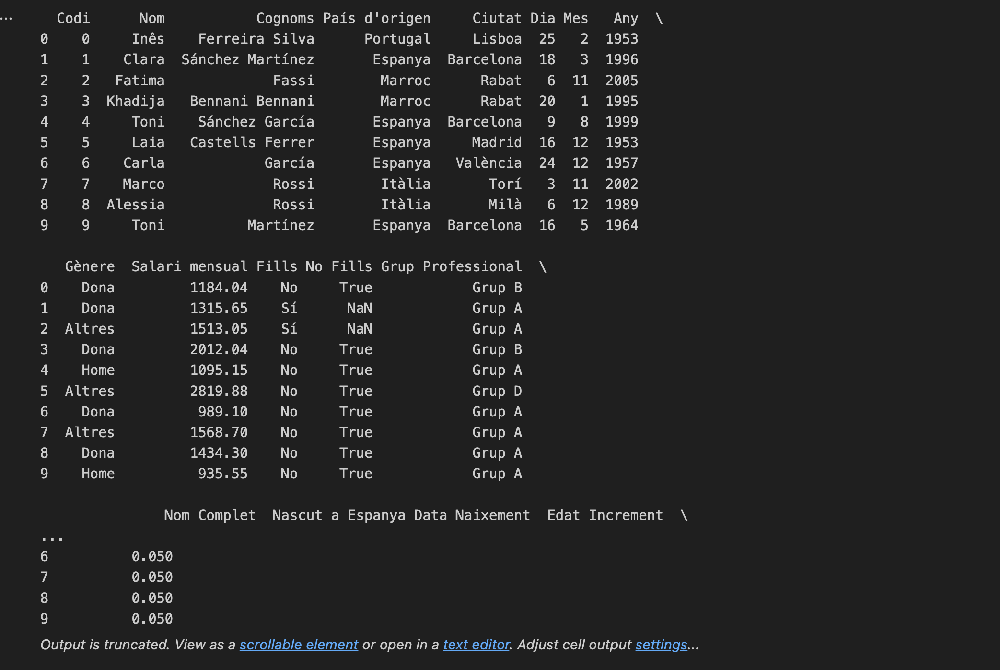 ...     Codi      Nom           Cognoms País d'origen     Ciutat Dia Mes   Any  \
0    0     Inês    Ferreira Silva      Portugal     Lisboa  25   2  1953
1    1    Clara  Sánchez Martínez       Espanya  Barcelona  18   3  1996
2    2   Fatima             Fassi        Marroc      Rabat   6  11  2005
3    3  Khadija   Bennani Bennani        Marroc      Rabat  20   1  1995
4    4     Toni    Sánchez García       Espanya  Barcelona   9   8  1999
5    5     Laia   Castells Ferrer       Espanya     Madrid  16  12  1953
6    6    Carla            García       Espanya   València  24  12  1957
7    7    Marco             Rossi        Itàlia       Torí   3  11  2002
8    8  Alessia             Rossi        Itàlia       Milà   6  12  1989
9    9     Toni          Martínez       Espanya  Barcelona  16   5  1964
   Gènere  Salari mensual Fills No Fills Grup Professional  \
0    Dona         1184.04    No     True            Grup B
1    Dona         1315.65    Sí      NaN            Grup A
2  Altres         1513.05    Sí      NaN            Grup A
3    Dona         2012.04    No     True            Grup B
4    Home         1095.15    No     True            Grup A
5  Altres         2819.88    No     True            Grup D
6    Dona          989.10    No     True            Grup A
7  Altres         1568.70    No     True            Grup A
8    Dona         1434.30    No     True            Grup A
9    Home          935.55    No     True            Grup A
               Nom Complet  Nascut a Espanya Data Naixement  Edat Increment  \
...
6          0.050
7          0.050
8          0.050
9          0.050
Output is truncated. View as a scrollable element or open in a text editor. Adjust cell output settings...